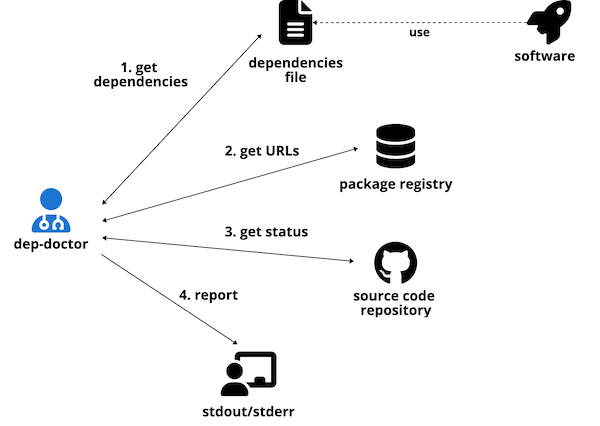 use
software
dependencies
file
1. get
dependencies
2. get URLs
package registry
dep-doctor
3. get status
source code
repository
4. report
stdout/stderr